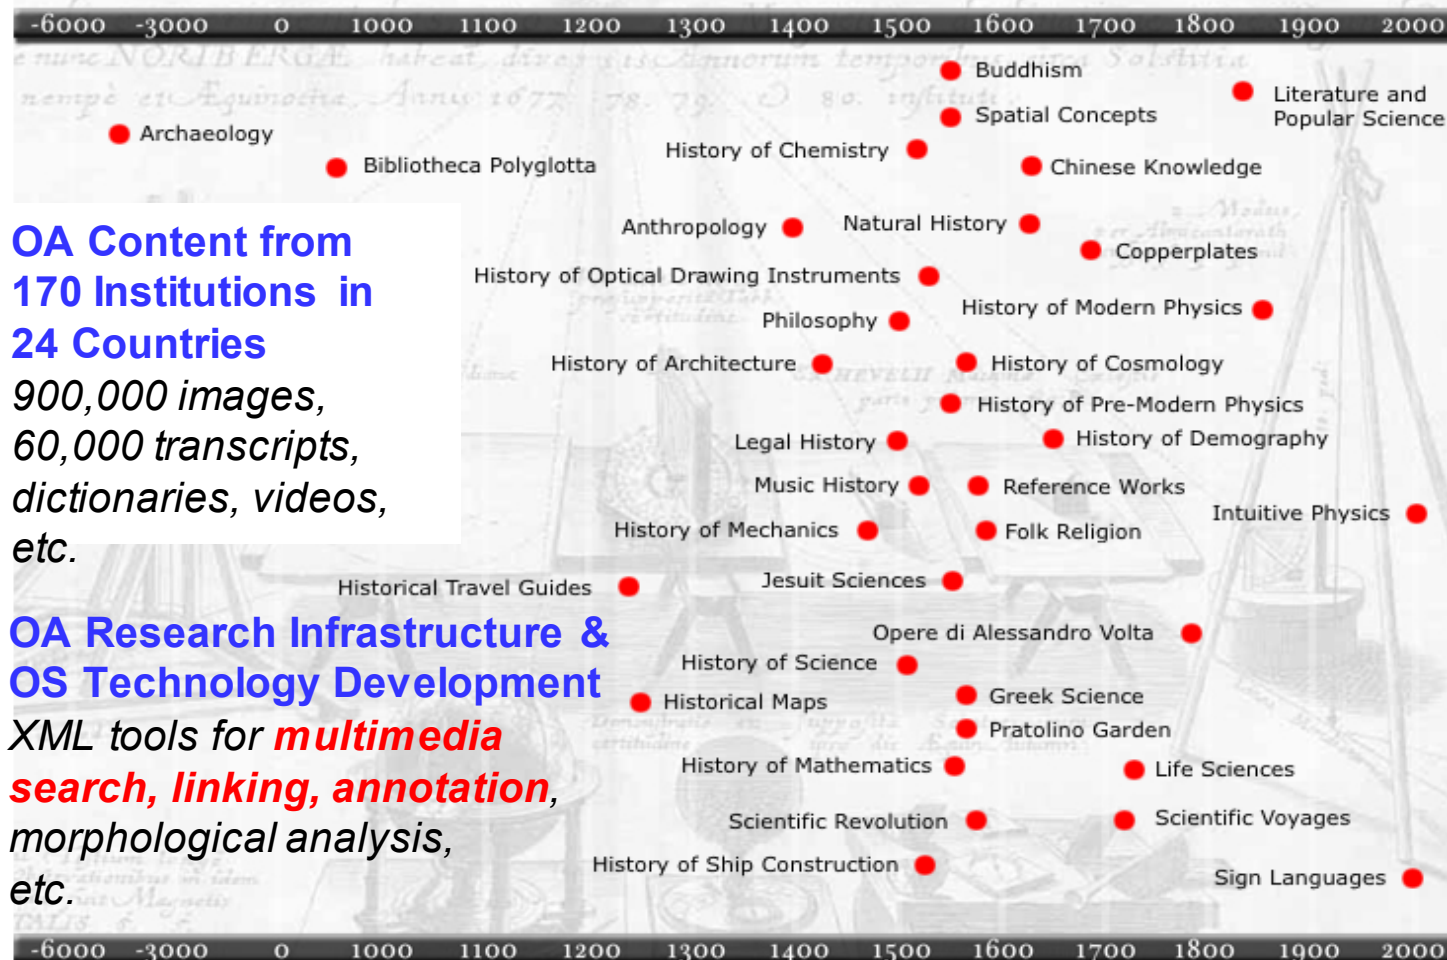 -6000 -3000 0 1000 1100 1200 1300 1400 1500 1600 1700 1800 1900 2000
Buddhism
Literature and
Popular Science
Spatial Concepts
Archaeology
History of Chemistry
Bibliotheca Polyglotta
Chinese Knowledge
OA Content from
170 Institutions in
24 Countries
900,000 images,
60,000 transcripts,
dictionaries, videos,
etc.
Anthropology
Natural History
Copperplates
History of Optical Drawing Instruments
History of Modern Physics
Philosophy
History of Architecture
History of Cosmology
History of Pre-Modern Physics
Legal History
History of Demography
Music History
Reference Works
Intuitive Physics
History of Mechanics
Folk Religion
Historical Travel Guides
Jesuit Sciences
OA Research Infrastructure &
OS Technology Development
XML tools for multimedia
search, linking, annotation,
morphological analysis,
etc.
Opere di Alessandro Volta
History of Science
Historical Maps
Greek Science
Pratolino Garden
History of Mathematics
Life Sciences
Scientific Revolution
Scientific Voyages
History of Ship Construction
Sign Languages
-6000 -3000 0 1000 1100 1200 1300 1400 1500 1600 1700 1800 1900 2000